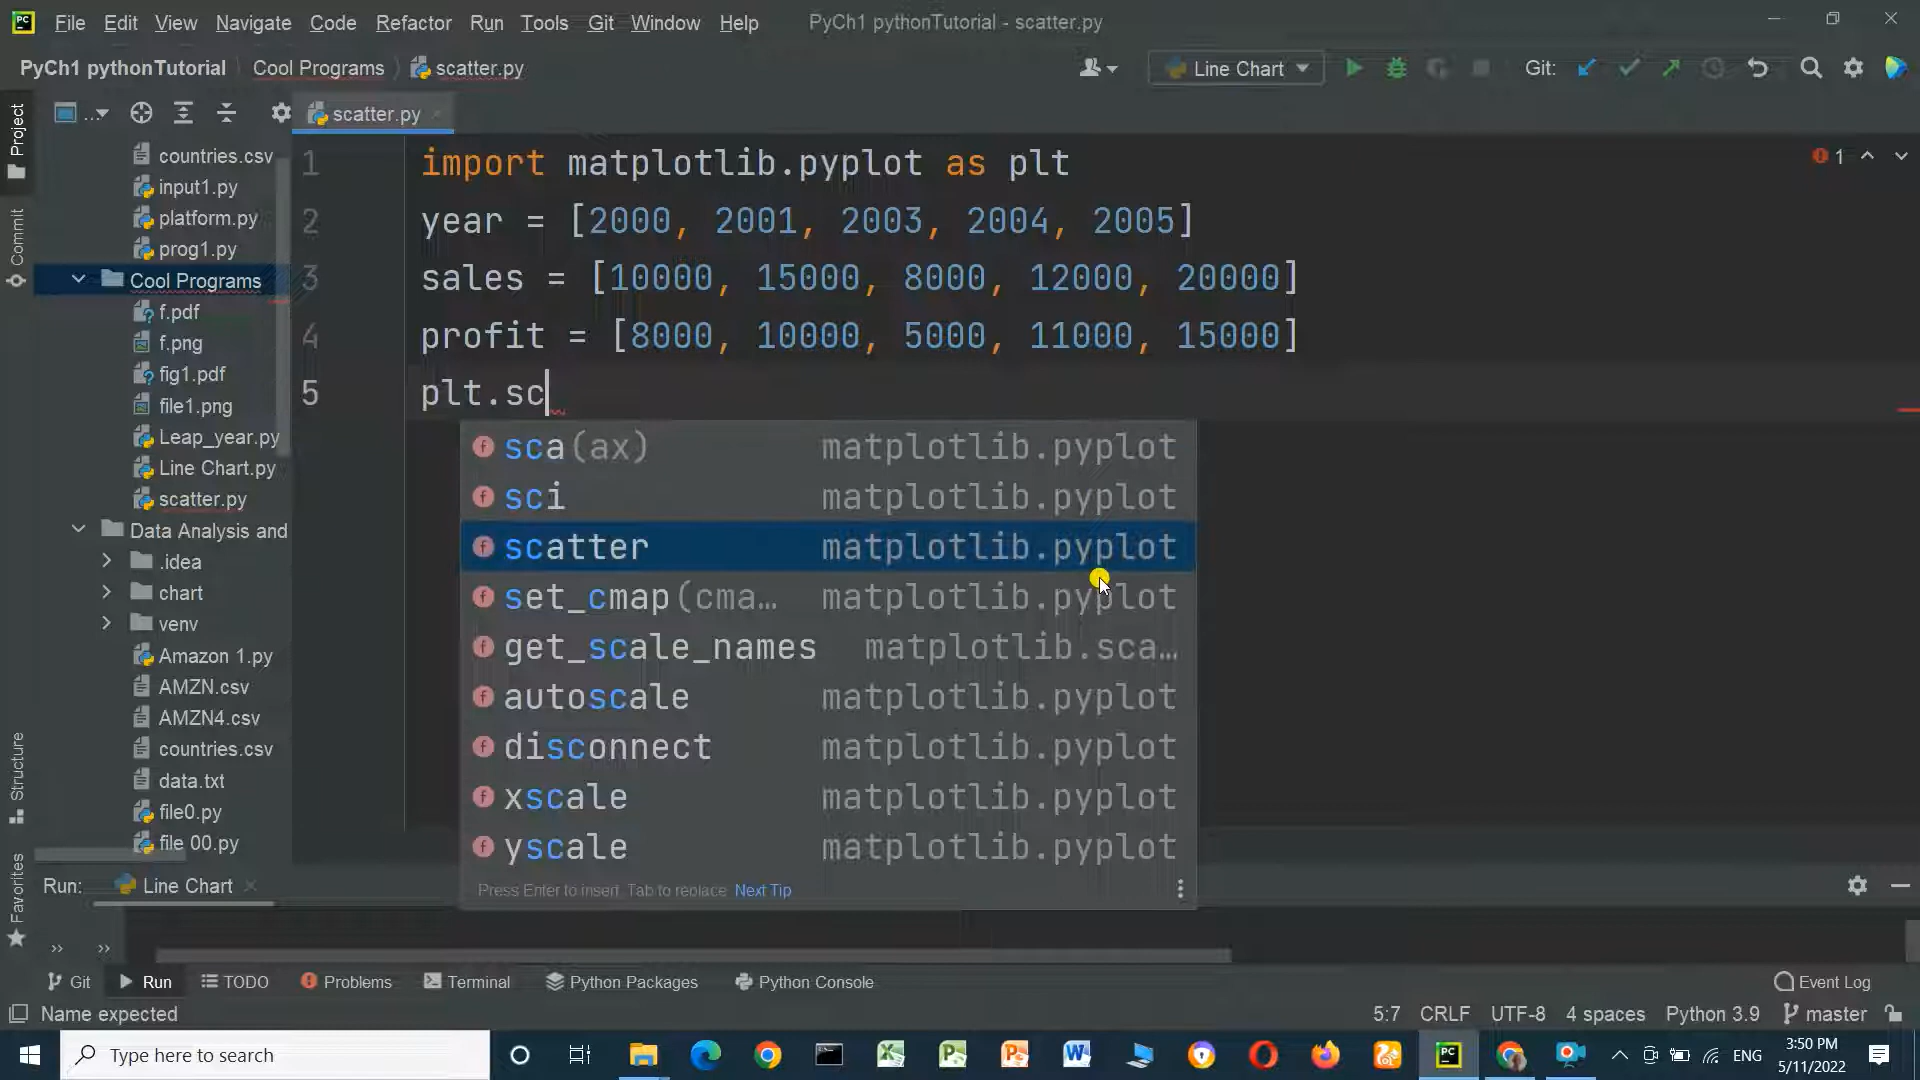 File Edit View Navigate Code Refactor Run Tools Git Window Help PyCh1 pythonTutorial - scatter.py
PyCh1 pythonTutorial Cool Programs scatter.py Line Chart Git:
Project
Commit
Structure
Favorites
... scatter.py
countries.csv
input1.py
platform.py
prog1.py
Cool Programs
f.pdf
f.png
fig1.pdf
file1.png
Leap_year.py
Line Chart.py
scatter.py
Data Analysis and
.idea
chart
venv
Amazon 1.py
AMZN.csv
AMZN4.csv
countries.csv
data.txt
file0.py
file 00.py
1 import matplotlib.pyplot as plt
2 year = [2000, 2001, 2003, 2004, 2005]
3 sales = [10000, 15000, 8000, 12000, 20000]
4 profit = [8000, 10000, 5000, 11000, 15000]
5 plt.sc
1
sca(ax) matplotlib.pyplot
sci matplotlib.pyplot
scatter matplotlib.pyplot
set_cmap(cma… matplotlib.pyplot
get_scale_names matplotlib.sca…
autoscale matplotlib.pyplot
disconnect matplotlib.pyplot
xscale matplotlib.pyplot
yscale matplotlib.pyplot
Press Enter to insert, Tab to replace Next Tip
Run: Line Chart
Git Run TODO Problems Terminal Python Packages Python Console Event Log
Name expected 5:7 CRLF UTF-8 4 spaces Python 3.9 master
Type here to search ENG 3:50 PM
5/11/2022